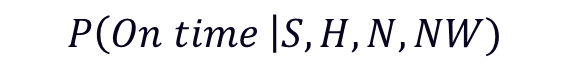 P(On time |S, H, N, NW)